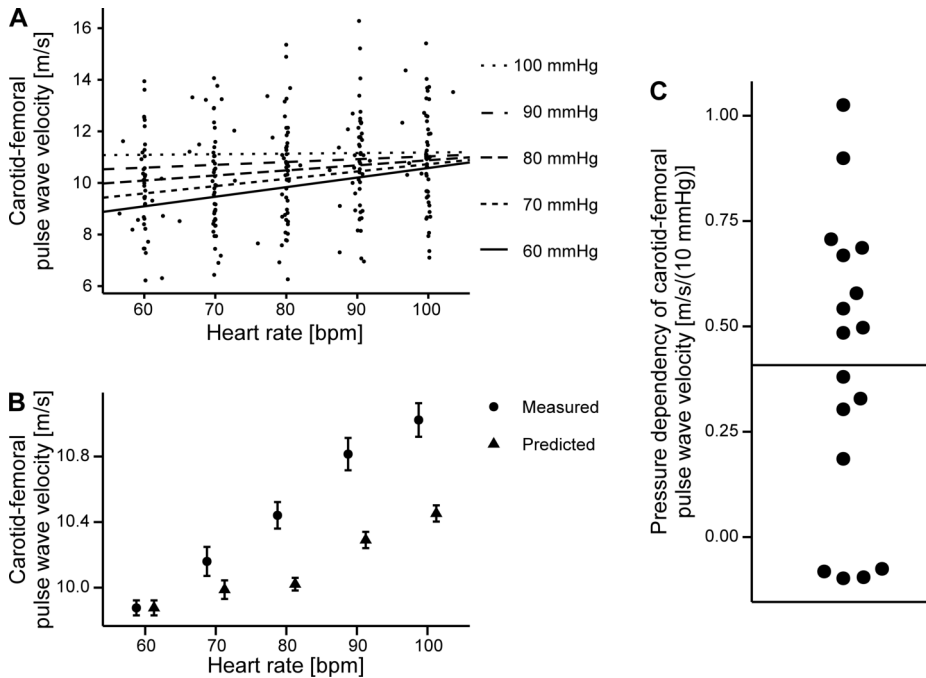 A
Carotid-femoral
pulse wave velocity [m/s]
16
14
12
10
8
6
60
70
80
90
100
Heart rate [bpm]
100 mmHg
90 mmHg
80 mmHg
70 mmHg
60 mmHg
B
Carotid-femoral
pulse wave velocity [m/s]
10.8
10.4
10.0
60
70
80
90
100
Heart rate [bpm]
Measured
Predicted
C
Pressure dependency of carotid-femoral
pulse wave velocity [m/s/(10 mmHg)]
1.00
0.75
0.50
0.25
0.00